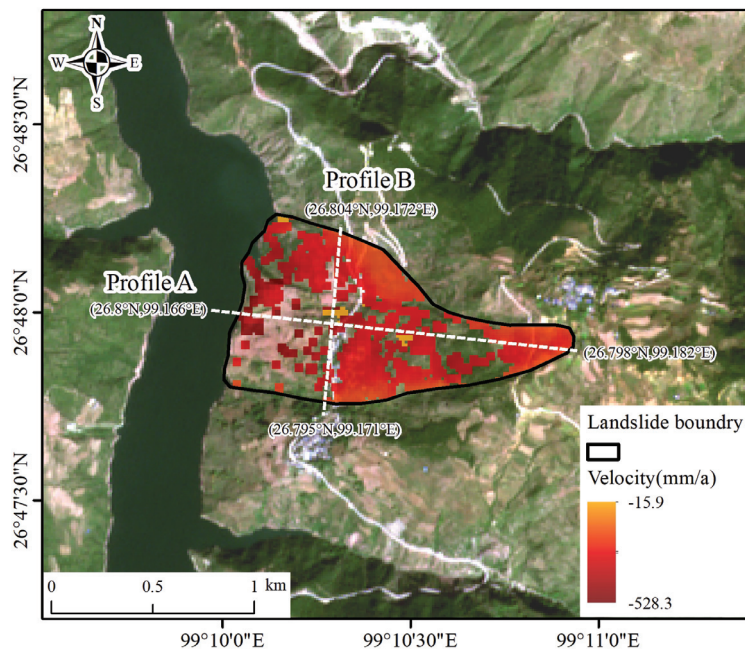 N
W E
S
26°48'30"N
26°48'0"N
26°47'30"N
Profile B
(26.804°N,99.172°E)
Profile A
(26.8°N,99.166°E)
(26.798°N,99.182°E)
(26.795°N,99.171°E)
Landslide boundry
Velocity(mm/a)
-15.9
-528.3
0 0.5 1 km
99°10'0"E 99°10'30"E 99°11'0"E